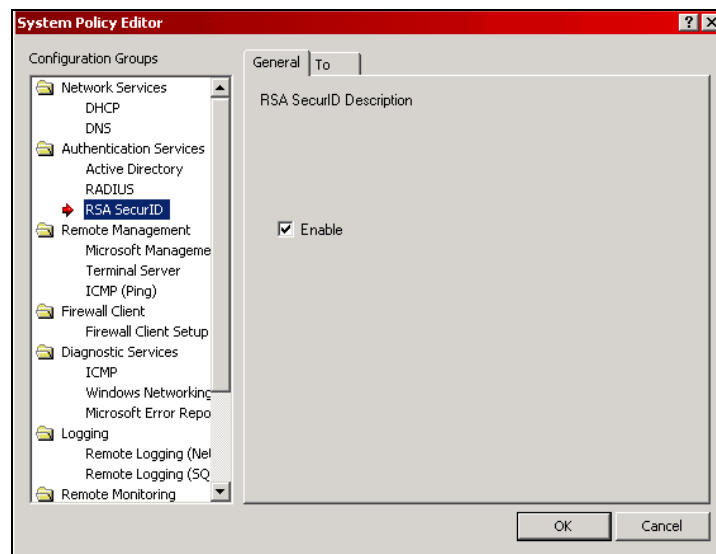 System Policy Editor
Configuration Groups
Network Services
DHCP
DNS
Authentication Services
Active Directory
RADIUS
RSA SecurID
Remote Management
Microsoft Manageme
Terminal Server
ICMP (Ping)
Firewall Client
Firewall Client Setup
Diagnostic Services
ICMP
Windows Networking
Microsoft Error Repo
Logging
Remote Logging (Net
Remote Logging (SQ
Remote Monitoring
General
To
RSA SecurID Description
Enable
OK
Cancel